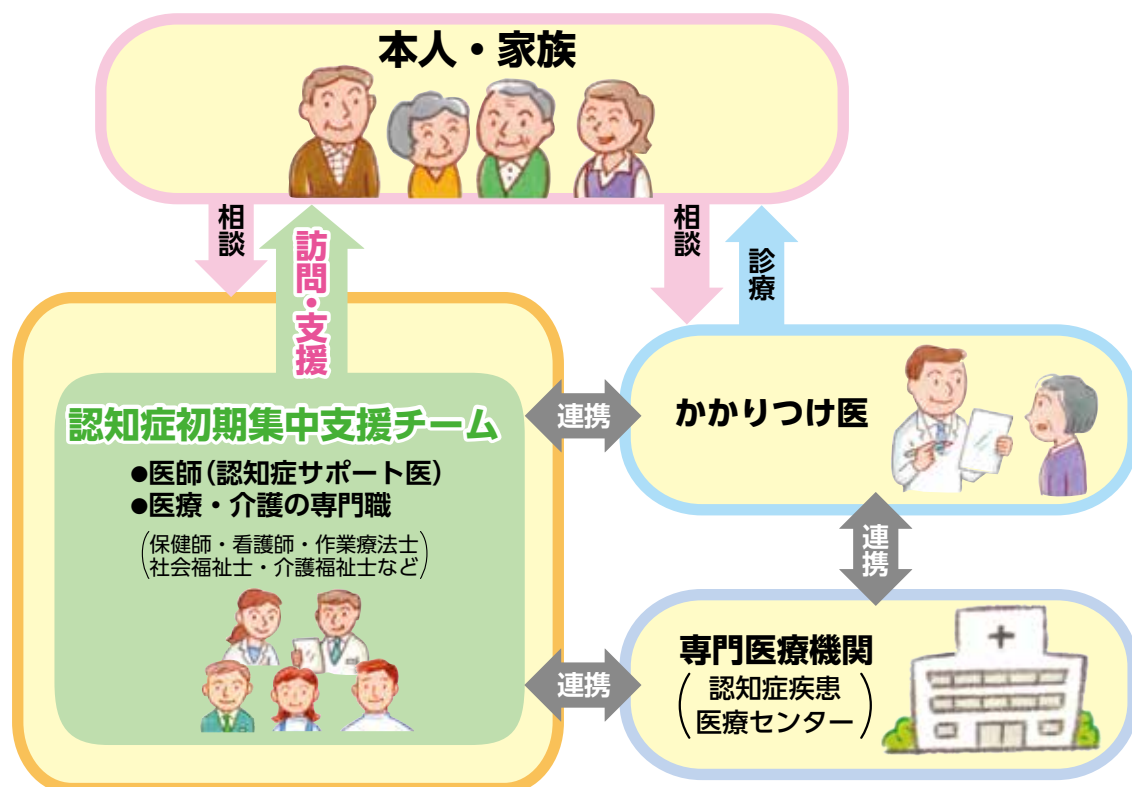 本人・家族
相談
訪問・支援
相談
診療
認知症初期集中支援チーム
●医師（認知症サポート医）
●医療・介護の専門職
（保健師・看護師・作業療法士
社会福祉士・介護福祉士など）
連携
かかりつけ医
連携
連携
専門医療機関
（認知症疾患
医療センター）